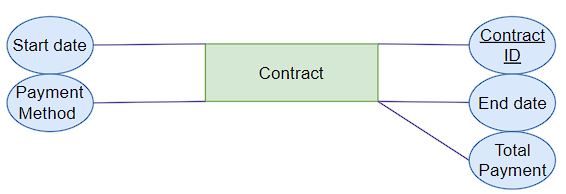 Start date
Payment
Method
Contract
Contract
ID
End date
Total
Payment